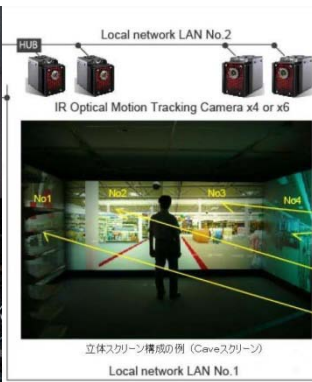 Local network LAN No.2
HUB
IR Optical Motion Tracking Camera x4 or x6
No1
No2
No3
No4
立体スクリーン構成の例（Caveスクリーン）
Local network LAN No.1